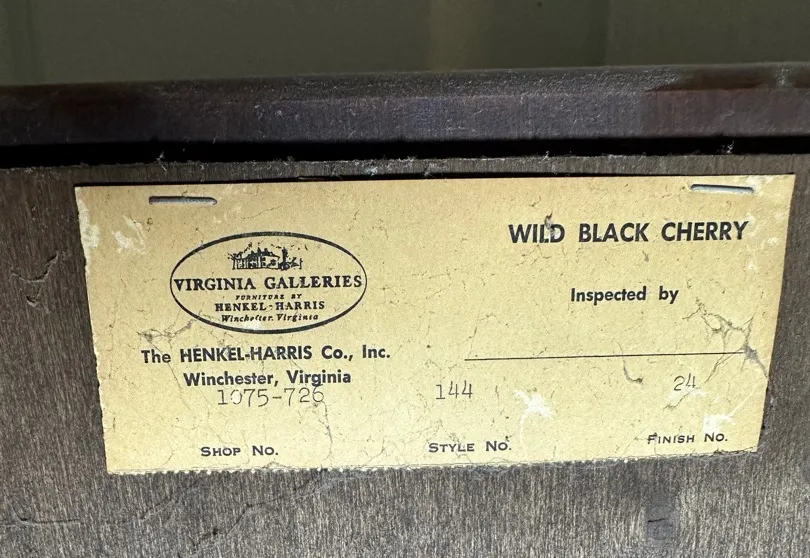 WILD BLACK CHERRY
VIRGINIA GALLERIES
FURNITURE BY
HENKEL-HARRIS
Winchester, Virginia
Inspected by
The HENKEL-HARRIS Co., Inc.
Winchester, Virginia
1075-726 144 24
SHOP NO. STYLE NO. FINISH NO.